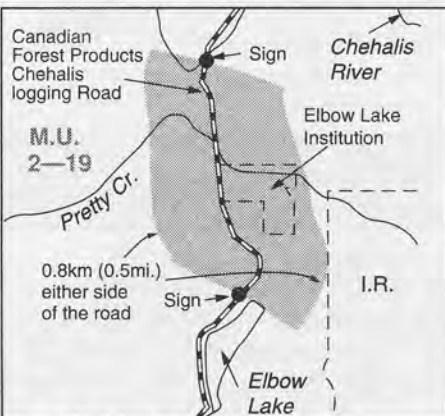 Canadian
Forest Products
Chehalis
logging Road
Sign
Chehalis
River
M.U.
2—19
Elbow Lake
Institution
Pretty Cr.
0.8km (0.5mi.)
either side
of the road
Sign
I.R.
Elbow
Lake